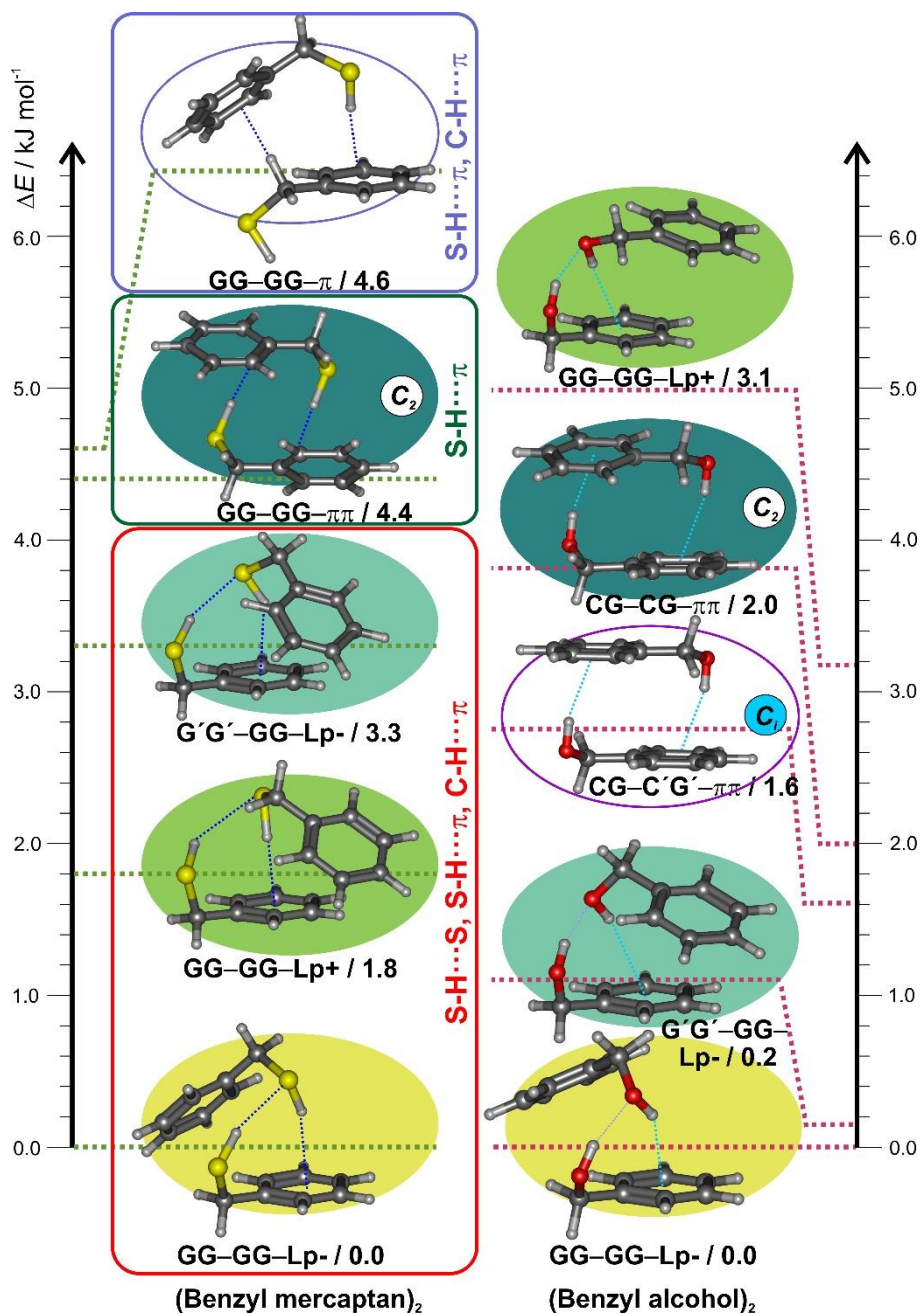 ΔE / kJ mol⁻¹
6.0
5.0
4.0
3.0
2.0
1.0
0.0
GG–GG–π / 4.6
S-H···π, C-H···π
C₂
GG–GG–ππ / 4.4
S-H···π
G´G´–GG–Lp- / 3.3
GG–GG–Lp+ / 1.8
GG–GG–Lp- / 0.0
S-H···S, S-H···π, C-H···π
(Benzyl mercaptan)₂
GG–GG–Lp+ / 3.1
C₂
CG–CG–ππ / 2.0
Cᵢ
CG–C´G´–ππ / 1.6
G´G´–GG–
Lp- / 0.2
GG–GG–Lp- / 0.0
(Benzyl alcohol)₂
6.0
5.0
4.0
3.0
2.0
1.0
0.0